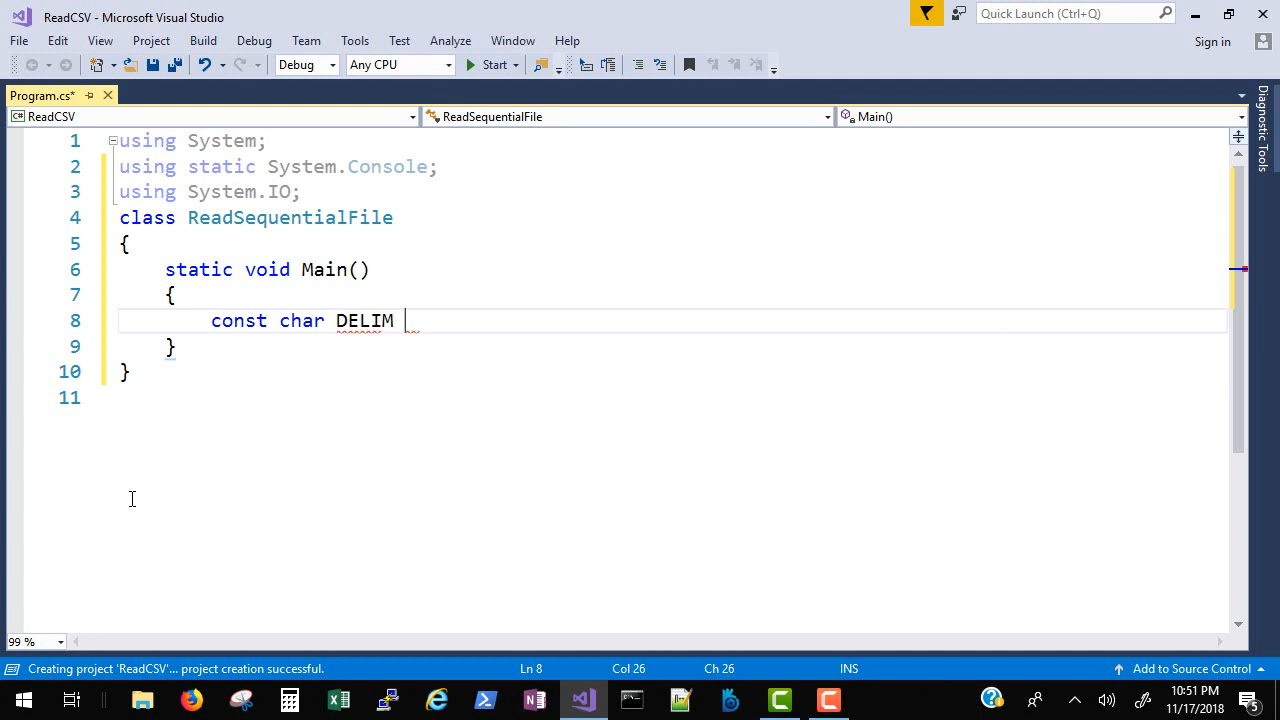 ReadCSV - Microsoft Visual Studio
Quick Launch (Ctrl+Q)
File Edit View Project Build Debug Team Tools Test Analyze Window Help
Sign in
Debug Any CPU Start
Program.cs*
ReadCSV ReadSequentialFile Main()
Diagnostic Tools
1 using System;
2 using static System.Console;
3 using System.IO;
4 class ReadSequentialFile
5 {
6 static void Main()
7 {
8 const char DELIM
9 }
10 }
11
99 %
Creating project 'ReadCSV'... project creation successful. Ln 8 Col 26 Ch 26 INS Add to Source Control
10:51 PM
11/17/2018
5